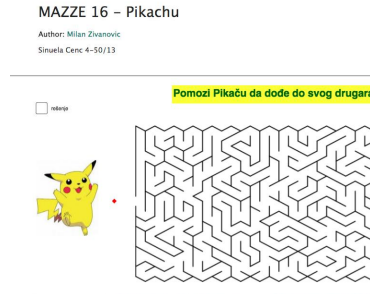 MAZZE 16 – Pikachu
Author: Milan Zivanovic
Sinuela Cenc 4–50/13
Pomozi Pikaču da dođe do svog drugara
rešenje